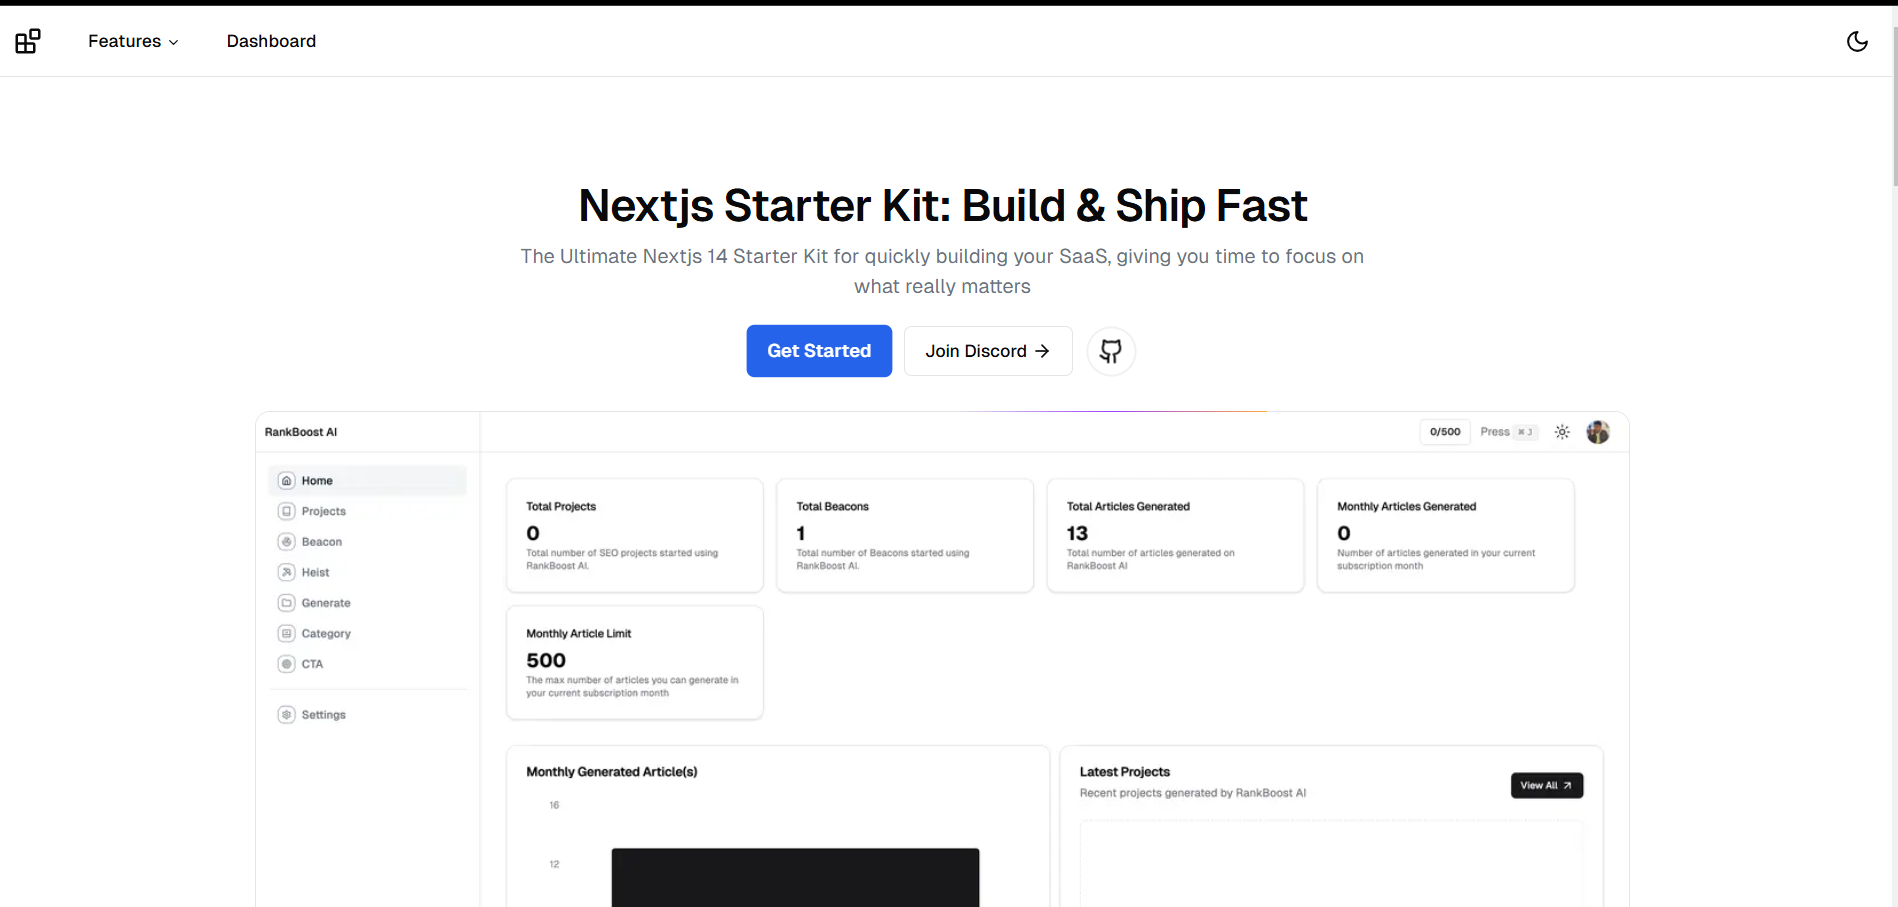 Features
Dashboard
Nextjs Starter Kit: Build & Ship Fast
The Ultimate Nextjs 14 Starter Kit for quickly building your SaaS, giving you time to focus on
what really matters
Get Started
Join Discord →
RankBoost AI
0/500
Press ⌘ J
Home
Projects
Beacon
Heist
Generate
Category
CTA
Settings
Total Projects
0
Total number of SEO projects started using
RankBoost AI.
Total Beacons
1
Total number of Beacons started using
RankBoost AI.
Total Articles Generated
13
Total number of articles generated on
RankBoost AI
Monthly Articles Generated
0
Number of articles generated in your current
subscription month
Monthly Article Limit
500
The max number of articles you can generate in
your current subscription month
Monthly Generated Article(s)
16
12
Latest Projects
Recent projects generated by RankBoost AI
View All